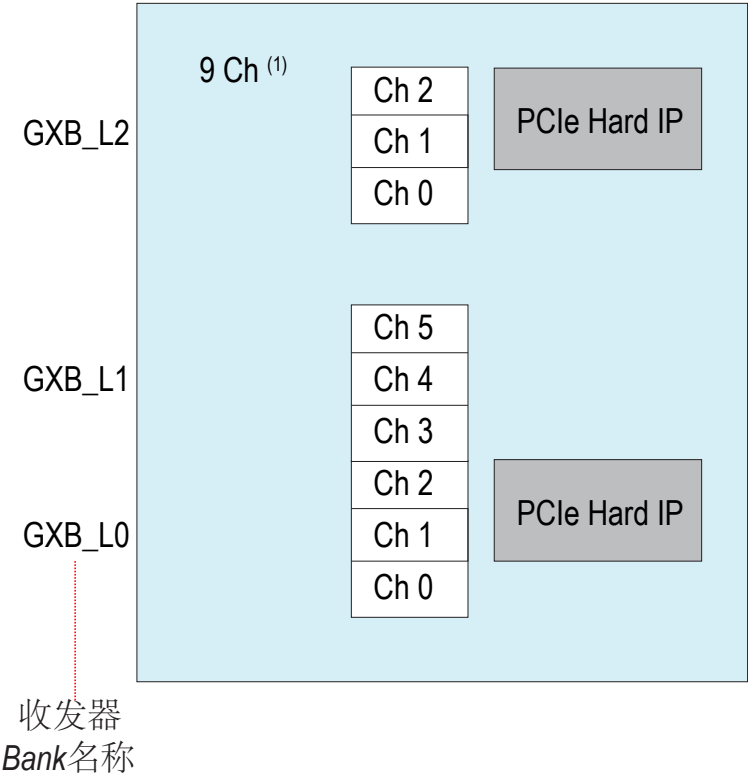 9 Ch (1)
GXB_L2
Ch 2
Ch 1
Ch 0
PCIe Hard IP
GXB_L1
Ch 5
Ch 4
Ch 3
GXB_L0
Ch 2
Ch 1
Ch 0
PCIe Hard IP
收发器
Bank名称